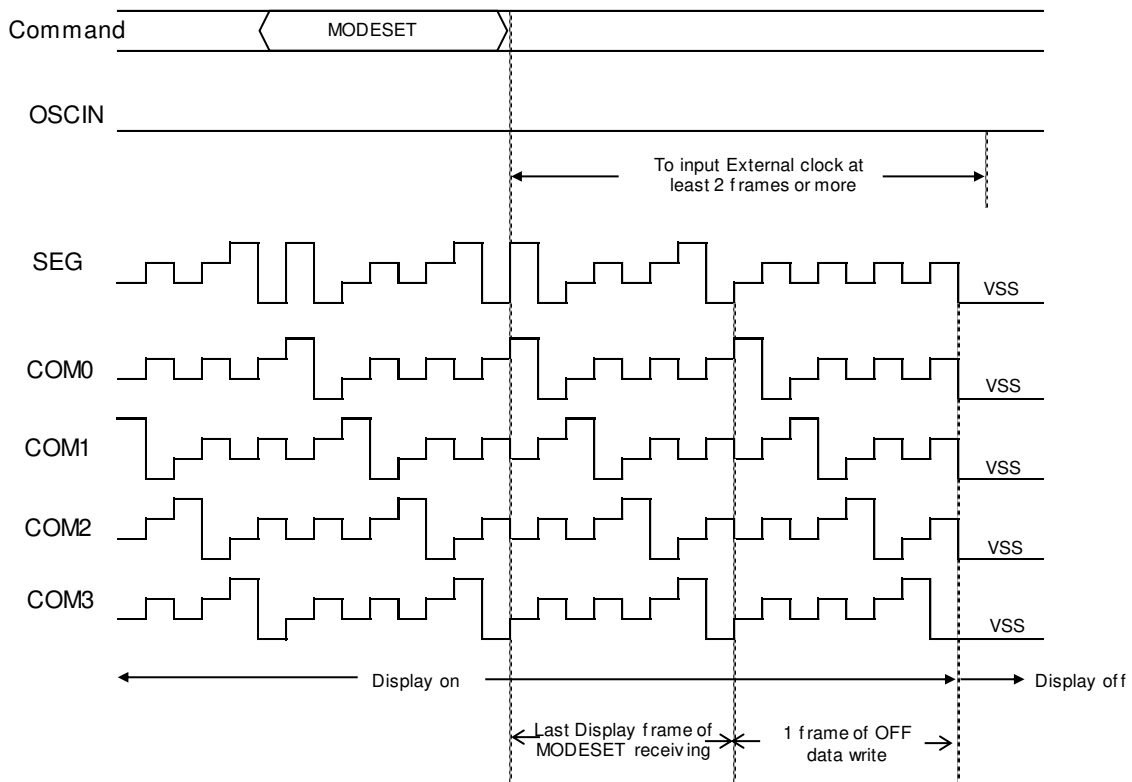 Command
MODESET
OSCIN
To input External clock at
least 2 frames or more
SEG
VSS
COM0
VSS
COM1
VSS
COM2
VSS
COM3
VSS
Display on
Display off
Last Display frame of
MODESET receiving
1 frame of OFF
data write